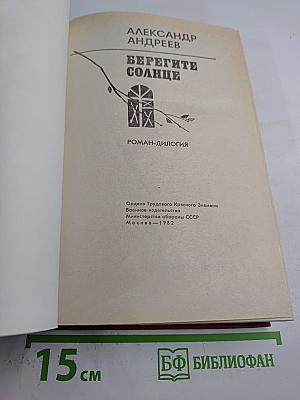 АЛЕКСАНДР
АНДРЕЕВ
БЕРЕГИТЕ
СОЛНЦЕ
РОМАН-ДИЛОГИЯ
Ордена Трудового Красного Знамени
Военное издательство
Министерства обороны СССР
Москва—1982
15 см
БФ БИБЛИОФАН